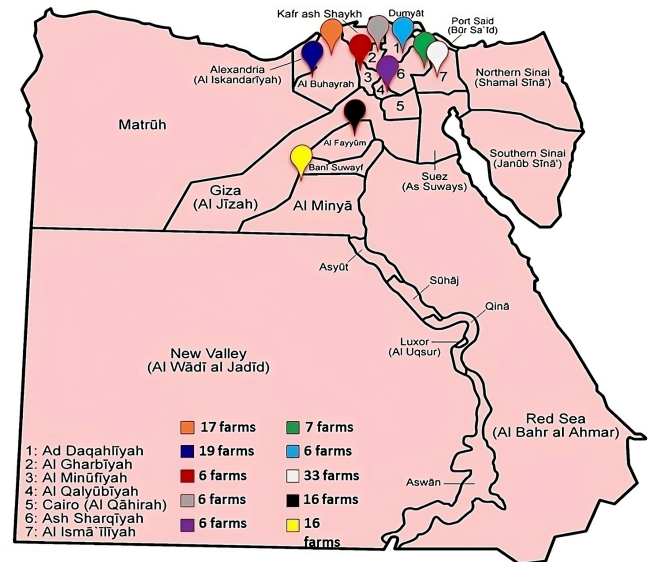 Kafr ash Shaykh
Dumyāt
Port Said
(Būr Sa`īd)
Alexandria
(Al Iskandarīyah)
Al Buhayrah
1
2
3
4
5
6
7
Northern Sinai
(Shamal Sīnā')
Matrūh
Al Fayyūm
Southern Sinai
(Janūb Sīnā')
Banī Suwayf
Suez
(As Suways)
Giza
(Al Jīzah)
Al Minyā
Asyūt
Sūhāj
Qinā
Luxor
(Al Uqsur)
New Valley
(Al Wādī al Jadīd)
Red Sea
(Al Bahr al Ahmar)
Aswān
1: Ad Daqahlīyah
2: Al Gharbīyah
3: Al Minūfīyah
4: Al Qalyūbīyah
5: Cairo (Al Qāhirah)
6: Ash Sharqīyah
7: Al Ismā`īlīyah
17 farms
19 farms
6 farms
6 farms
6 farms
7 farms
6 farms
33 farms
16 farms
16
farms